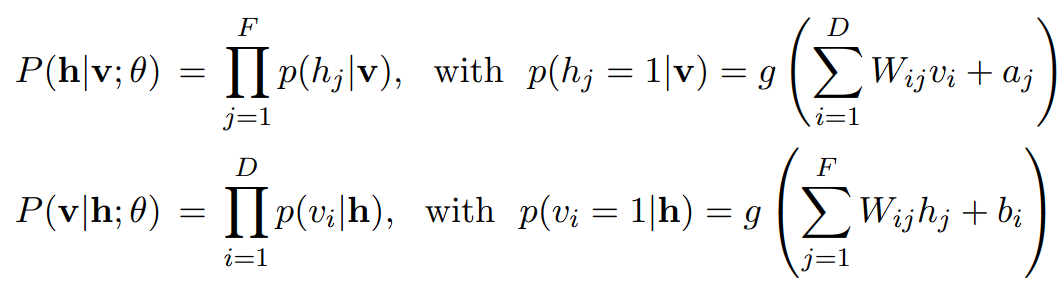 P(h|v; θ) = ∏_{j=1}^{F} p(h_j|v), with p(h_j = 1|v) = g ( ∑_{i=1}^{D} W_{ij} v_i + a_j )
P(v|h; θ) = ∏_{i=1}^{D} p(v_i|h), with p(v_i = 1|h) = g ( ∑_{j=1}^{F} W_{ij} h_j + b_i )